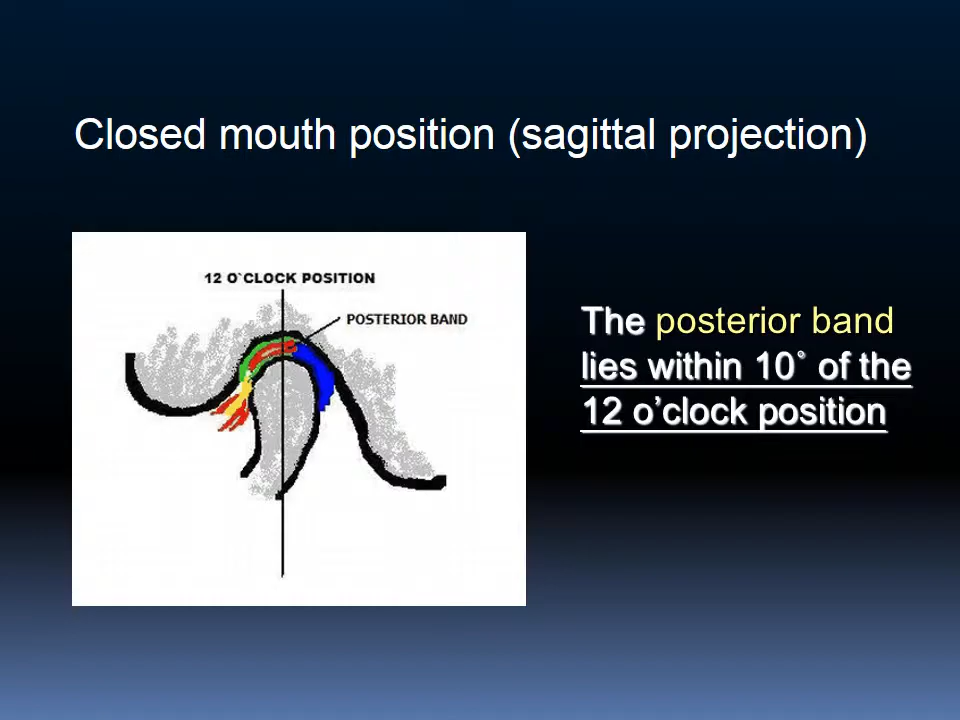 Closed mouth position (sagittal projection)
12 O`CLOCK POSITION
POSTERIOR BAND
The posterior band
lies within 10˚ of the
12 o’clock position